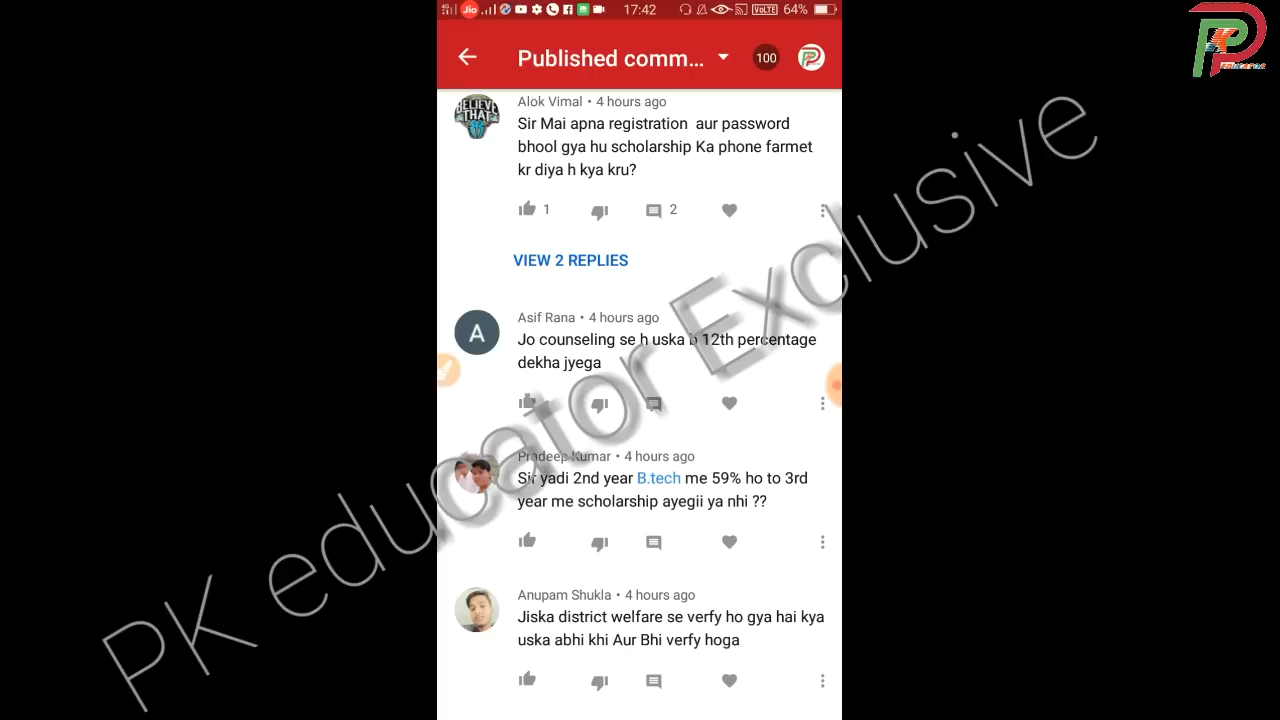 Jio
17:42
VoLTE
64%
Published comm...
100
BELIEVE
THAT
Alok Vimal • 4 hours ago
Sir Mai apna registration aur password
bhool gya hu scholarship Ka phone farmet
kr diya h kya kru?
1
2
VIEW 2 REPLIES
A
Asif Rana • 4 hours ago
Jo counseling se h uska b 12th percentage
dekha jyega
Pradeep Kumar • 4 hours ago
Sir yadi 2nd year B.tech me 59% ho to 3rd
year me scholarship ayegii ya nhi ??
Anupam Shukla • 4 hours ago
Jiska district welfare se verfy ho gya hai kya
uska abhi khi Aur Bhi verfy hoga
PK educator Exclusive